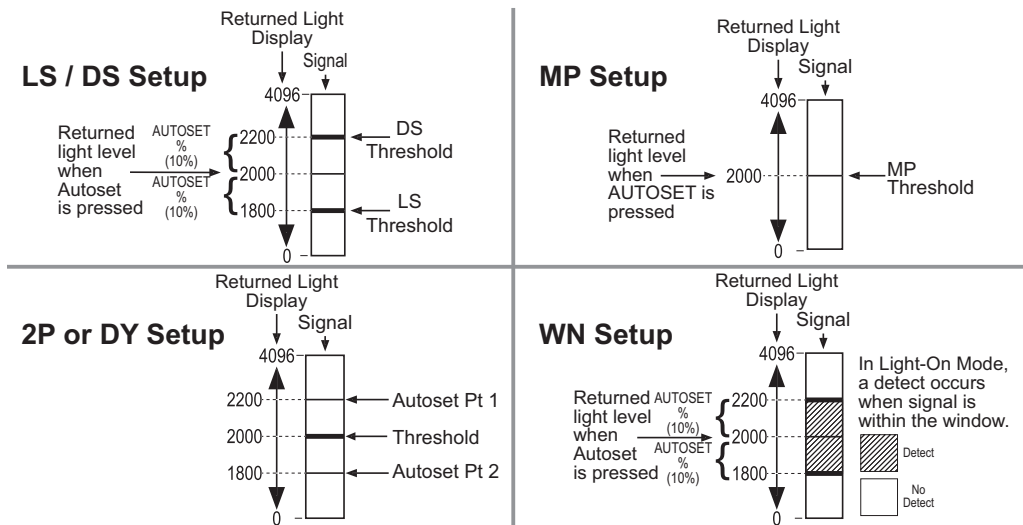 LS / DS Setup
Returned Light
Display
Signal
4096
2200
2000
1800
0
Returned
light level
when
Autoset
is pressed
AUTOSET
%
(10%)
AUTOSET
%
(10%)
DS
Threshold
LS
Threshold
MP Setup
Returned Light
Display
Signal
4096
2000
0
Returned
light level
when
AUTOSET is
pressed
MP
Threshold
2P or DY Setup
Returned Light
Display
Signal
4096
2200
2000
1800
0
Autoset Pt 1
Threshold
Autoset Pt 2
WN Setup
Returned Light
Display
Signal
4096
2200
2000
1800
0
Returned
light level
when
Autoset
is pressed
AUTOSET
%
(10%)
AUTOSET
%
(10%)
In Light-On Mode,
a detect occurs
when signal is
within the window.
Detect
No
Detect